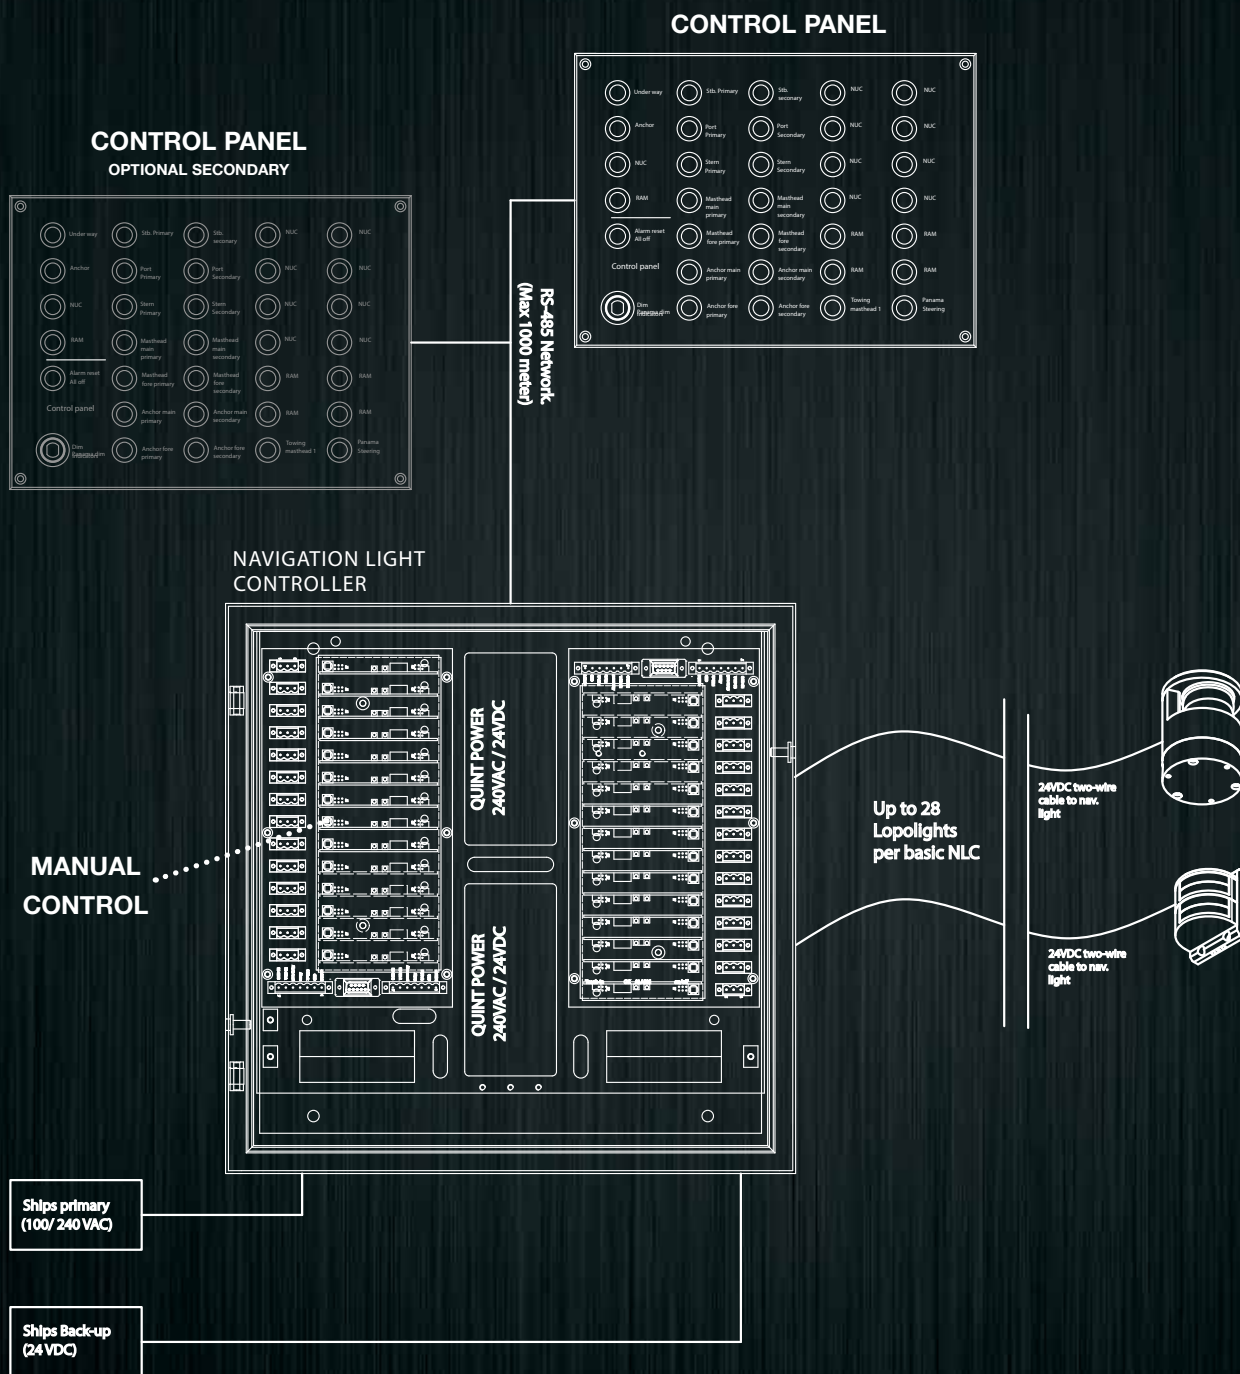 CONTROL PANEL
Under way
Stb. Primary
Stb.
seconary
NUC
NUC
Anchor
Port
Primary
Port
Secondary
NUC
NUC
NUC
Stern
Primary
Stern
Secondary
NUC
NUC
RAM
Masthead
main
primary
Masthead
main
secondary
NUC
NUC
Alarm reset
All off
Masthead
fore primary
Masthead
fore
secondary
RAM
RAM
Control panel
Anchor main
primary
Anchor main
secondary
RAM
RAM
Dim
Panama dim
Anchor fore
primary
Anchor fore
secondary
Towing
masthead 1
Panama
Steering
CONTROL PANEL
OPTIONAL SECONDARY
Under way
Stb. Primary
Stb.
seconary
NUC
NUC
Anchor
Port
Primary
Port
Secondary
NUC
NUC
NUC
Stern
Primary
Stern
Secondary
NUC
NUC
RAM
Masthead
main
primary
Masthead
main
secondary
NUC
NUC
Alarm reset
All off
Masthead
fore primary
Masthead
fore
secondary
RAM
RAM
Control panel
Anchor main
primary
Anchor main
secondary
RAM
RAM
Dim
Panama dim
Anchor fore
primary
Anchor fore
secondary
Towing
masthead 1
Panama
Steering
RS-485 Network.
(Max 1000 meter)
NAVIGATION LIGHT
CONTROLLER
QUINT POWER
240VAC / 24VDC
QUINT POWER
240VAC / 24VDC
MANUAL
CONTROL
Up to 28
Lopolights
per basic NLC
24VDC two-wire
cable to nav.
light
24VDC two-wire
cable to nav.
light
Ships primary
(100/ 240 VAC)
Ships Back-up
(24 VDC)